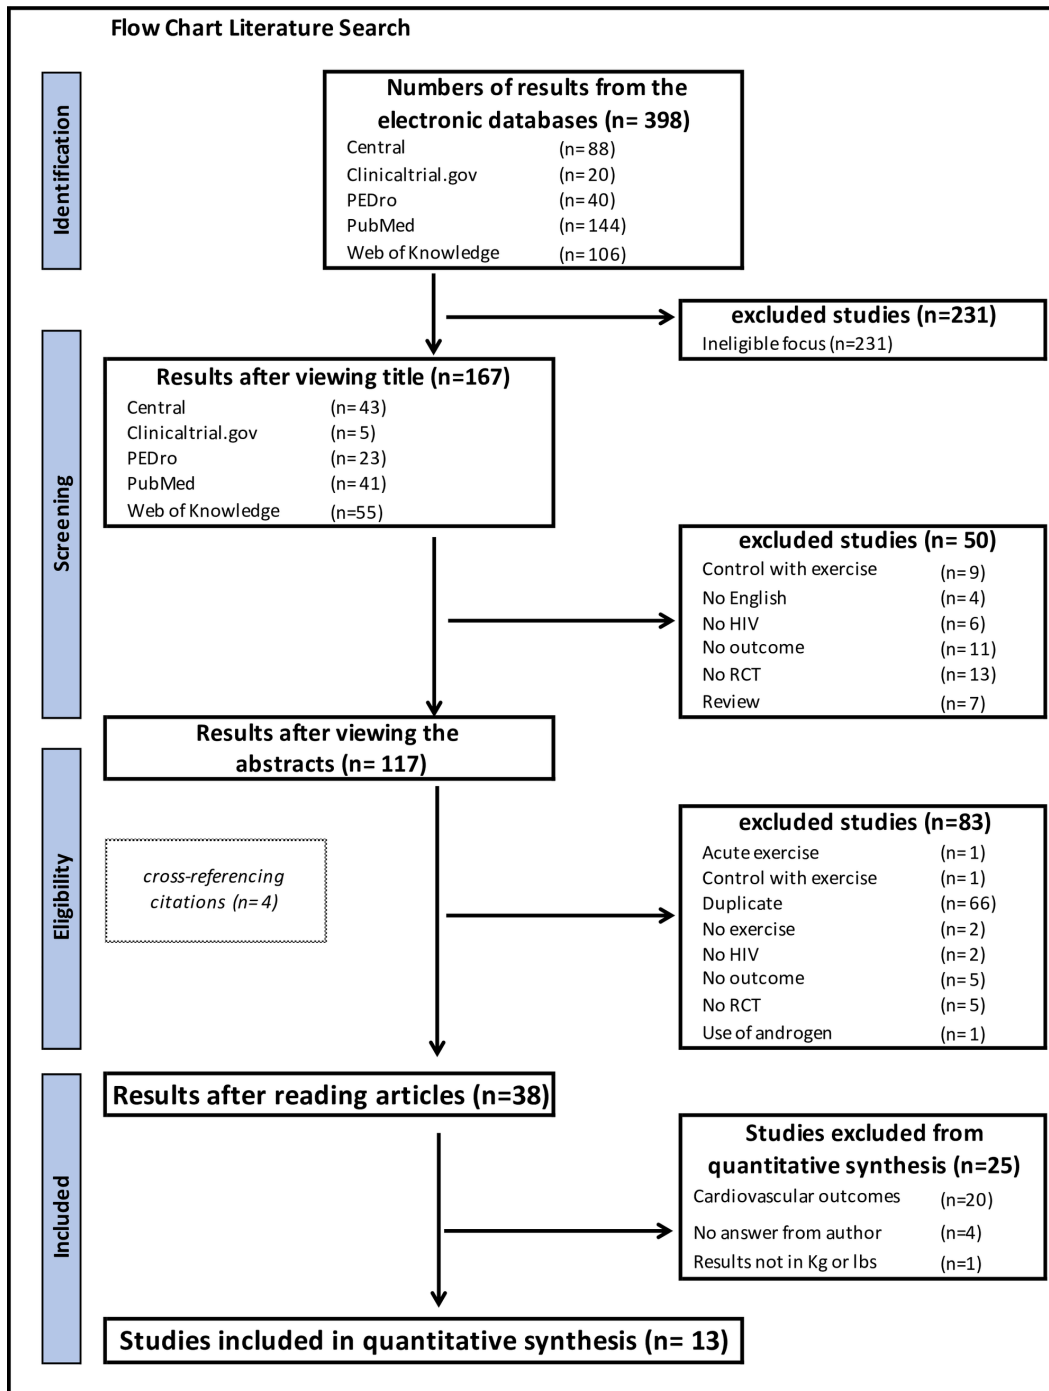 Flow Chart Literature Search
Identification
Numbers of results from the
electronic databases (n= 398)
Central (n= 88)
Clinicaltrial.gov (n= 20)
PEDro (n= 40)
PubMed (n= 144)
Web of Knowledge (n= 106)
excluded studies (n=231)
Ineligible focus (n=231)
Screening
Results after viewing title (n=167)
Central (n= 43)
Clinicaltrial.gov (n= 5)
PEDro (n= 23)
PubMed (n= 41)
Web of Knowledge (n=55)
excluded studies (n= 50)
Control with exercise (n= 9)
No English (n= 4)
No HIV (n= 6)
No outcome (n= 11)
No RCT (n= 13)
Review (n= 7)
Results after viewing the
abstracts (n= 117)
Eligibility
cross-referencing
citations (n= 4)
excluded studies (n=83)
Acute exercise (n= 1)
Control with exercise (n= 1)
Duplicate (n= 66)
No exercise (n= 2)
No HIV (n= 2)
No outcome (n= 5)
No RCT (n= 5)
Use of androgen (n= 1)
Included
Results after reading articles (n=38)
Studies excluded from
quantitative synthesis (n=25)
Cardiovascular outcomes (n=20)
No answer from author (n=4)
Results not in Kg or lbs (n=1)
Studies included in quantitative synthesis (n= 13)